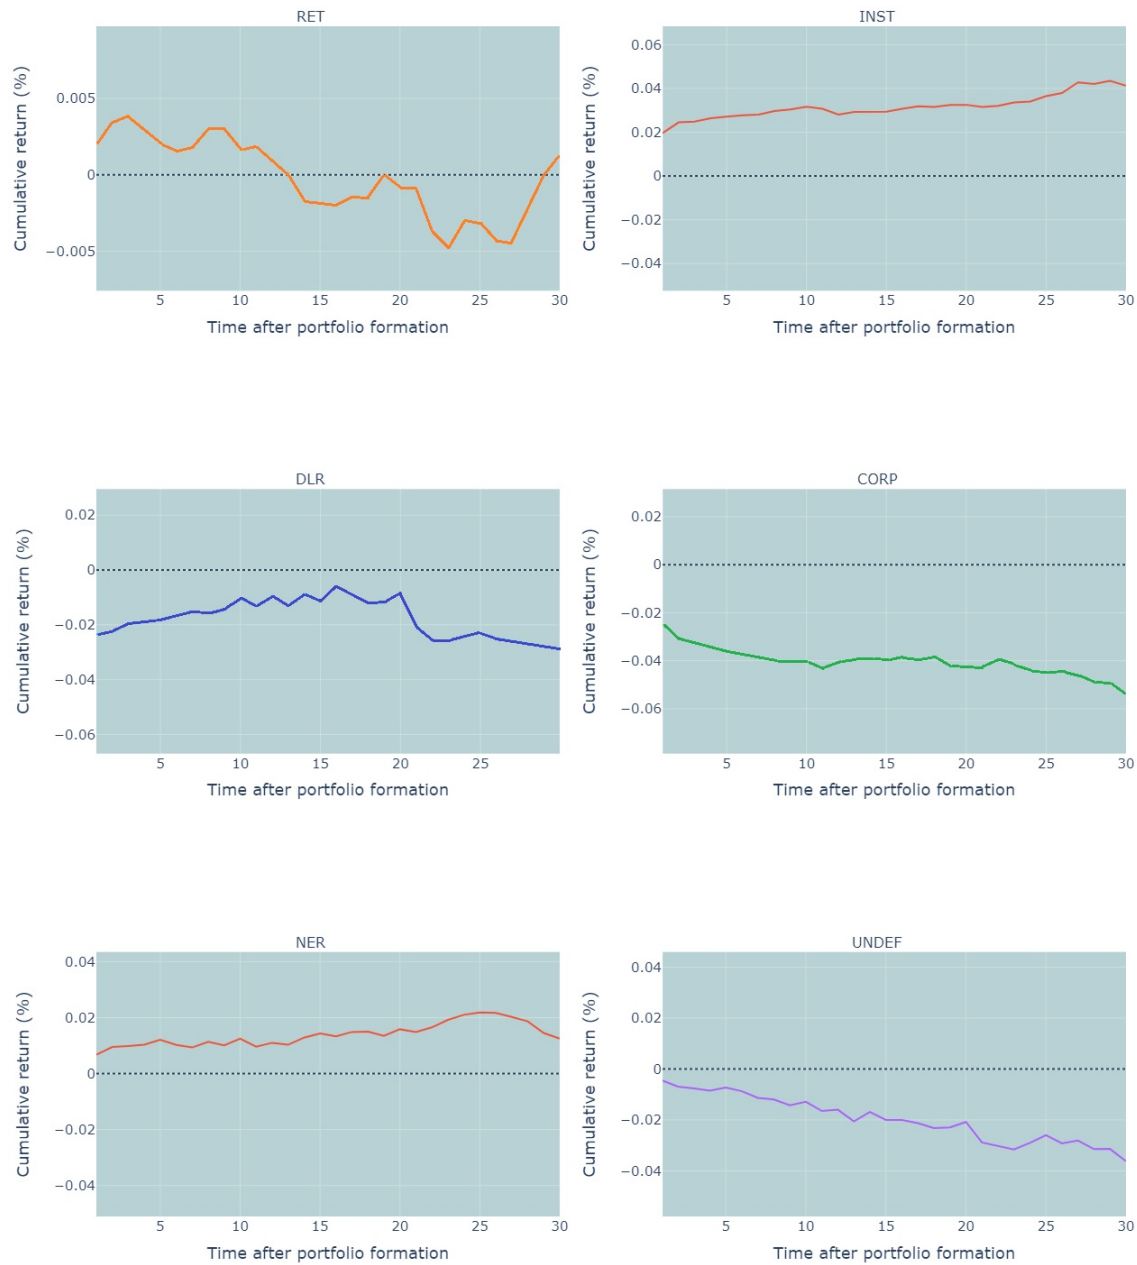 RET
Cumulative return (%)
0.005
0
−0.005
5 10 15 20 25 30
Time after portfolio formation
INST
Cumulative return (%)
0.06
0.04
0.02
0
−0.02
−0.04
5 10 15 20 25 30
Time after portfolio formation
DLR
Cumulative return (%)
0.02
0
−0.02
−0.04
−0.06
5 10 15 20 25
Time after portfolio formation
CORP
Cumulative return (%)
0.02
0
−0.02
−0.04
−0.06
5 10 15 20 25 30
Time after portfolio formation
NER
Cumulative return (%)
0.04
0.02
0
−0.02
−0.04
5 10 15 20 25 30
Time after portfolio formation
UNDEF
Cumulative return (%)
0.04
0.02
0
−0.02
−0.04
5 10 15 20 25 30
Time after portfolio formation